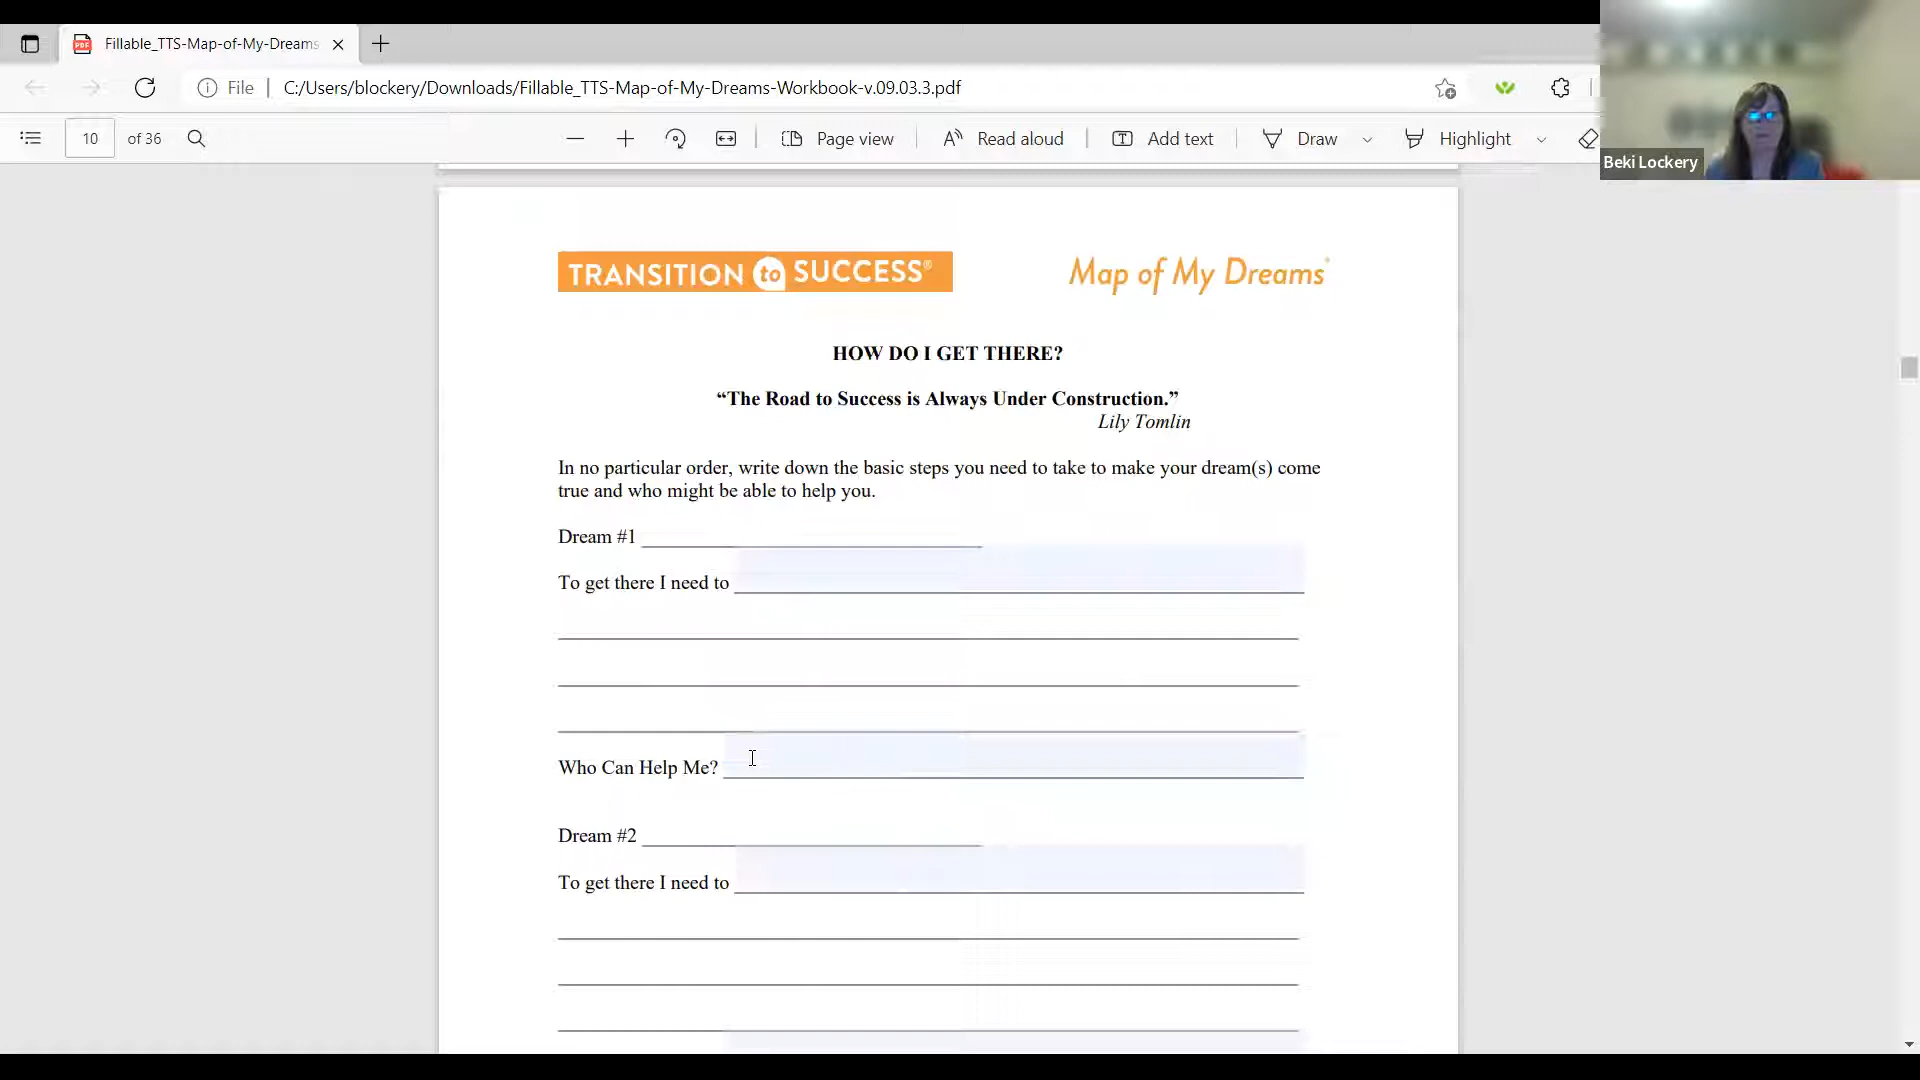 Fillable_TTS-Map-of-My-Dreams
File
C:/Users/blockery/Downloads/Fillable_TTS-Map-of-My-Dreams-Workbook-v.09.03.3.pdf
10 of 36
Page view
Read aloud
Add text
Draw
Highlight
Beki Lockery
TRANSITION to SUCCESS®
Map of My Dreams
HOW DO I GET THERE?
“The Road to Success is Always Under Construction.”
Lily Tomlin
In no particular order, write down the basic steps you need to take to make your dream(s) come
true and who might be able to help you.
Dream #1
To get there I need to
Who Can Help Me?
Dream #2
To get there I need to